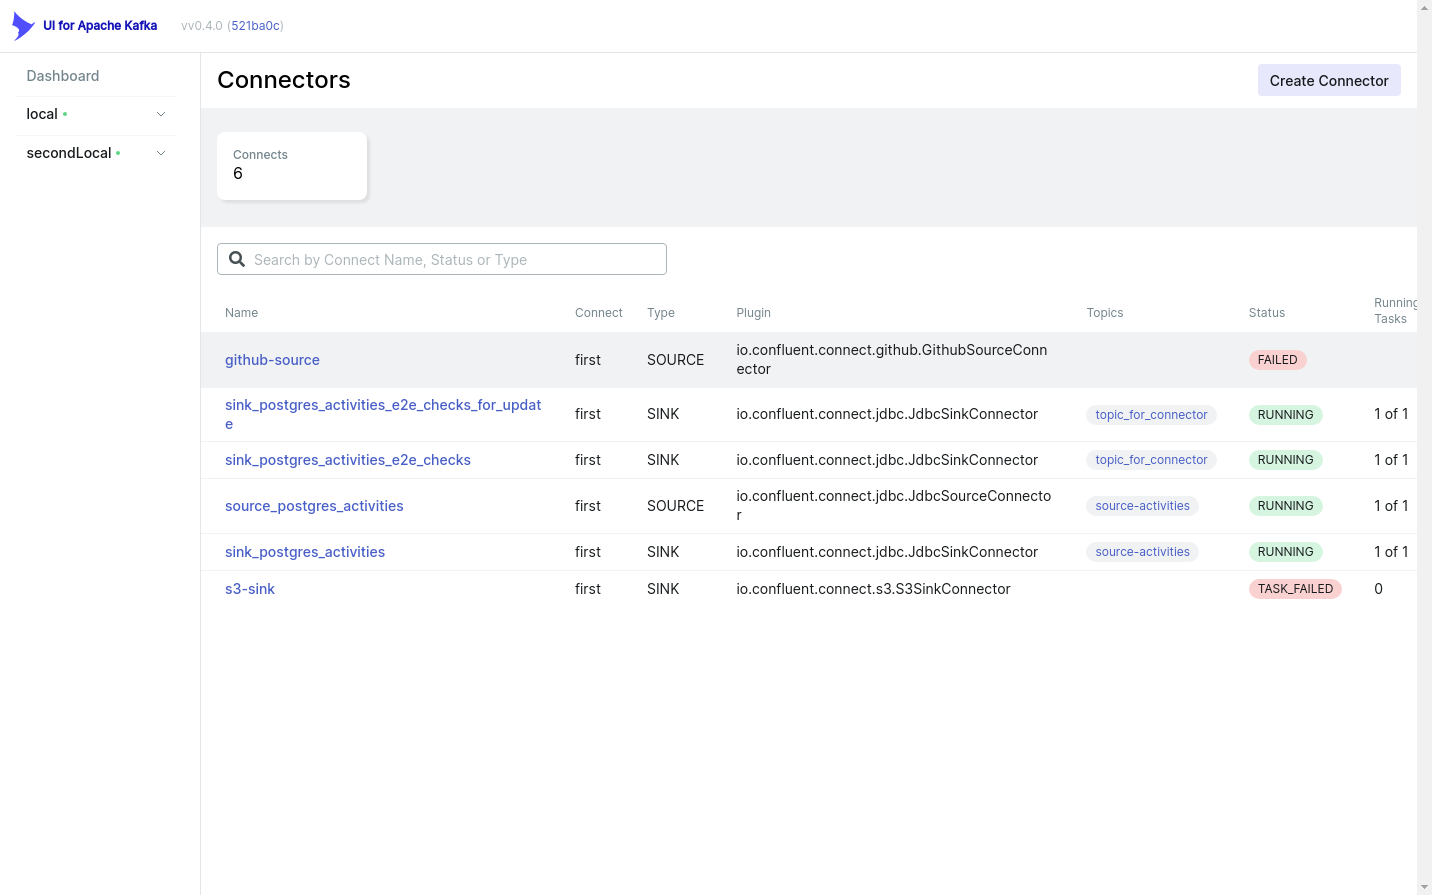 UI for Apache Kafka vv0.4.0 (521ba0c)
Dashboard
local
secondLocal
Connectors
Create Connector
Connects
6
Search by Connect Name, Status or Type
Name Connect Type Plugin Topics Status Running
Tasks
github-source first SOURCE io.confluent.connect.github.GithubSourceConn
ector FAILED
sink_postgres_activities_e2e_checks_for_updat
e first SINK io.confluent.connect.jdbc.JdbcSinkConnector topic_for_connector RUNNING 1 of 1
sink_postgres_activities_e2e_checks first SINK io.confluent.connect.jdbc.JdbcSinkConnector topic_for_connector RUNNING 1 of 1
source_postgres_activities first SOURCE io.confluent.connect.jdbc.JdbcSourceConnecto
r source-activities RUNNING 1 of 1
sink_postgres_activities first SINK io.confluent.connect.jdbc.JdbcSinkConnector source-activities RUNNING 1 of 1
s3-sink first SINK io.confluent.connect.s3.S3SinkConnector TASK_FAILED 0